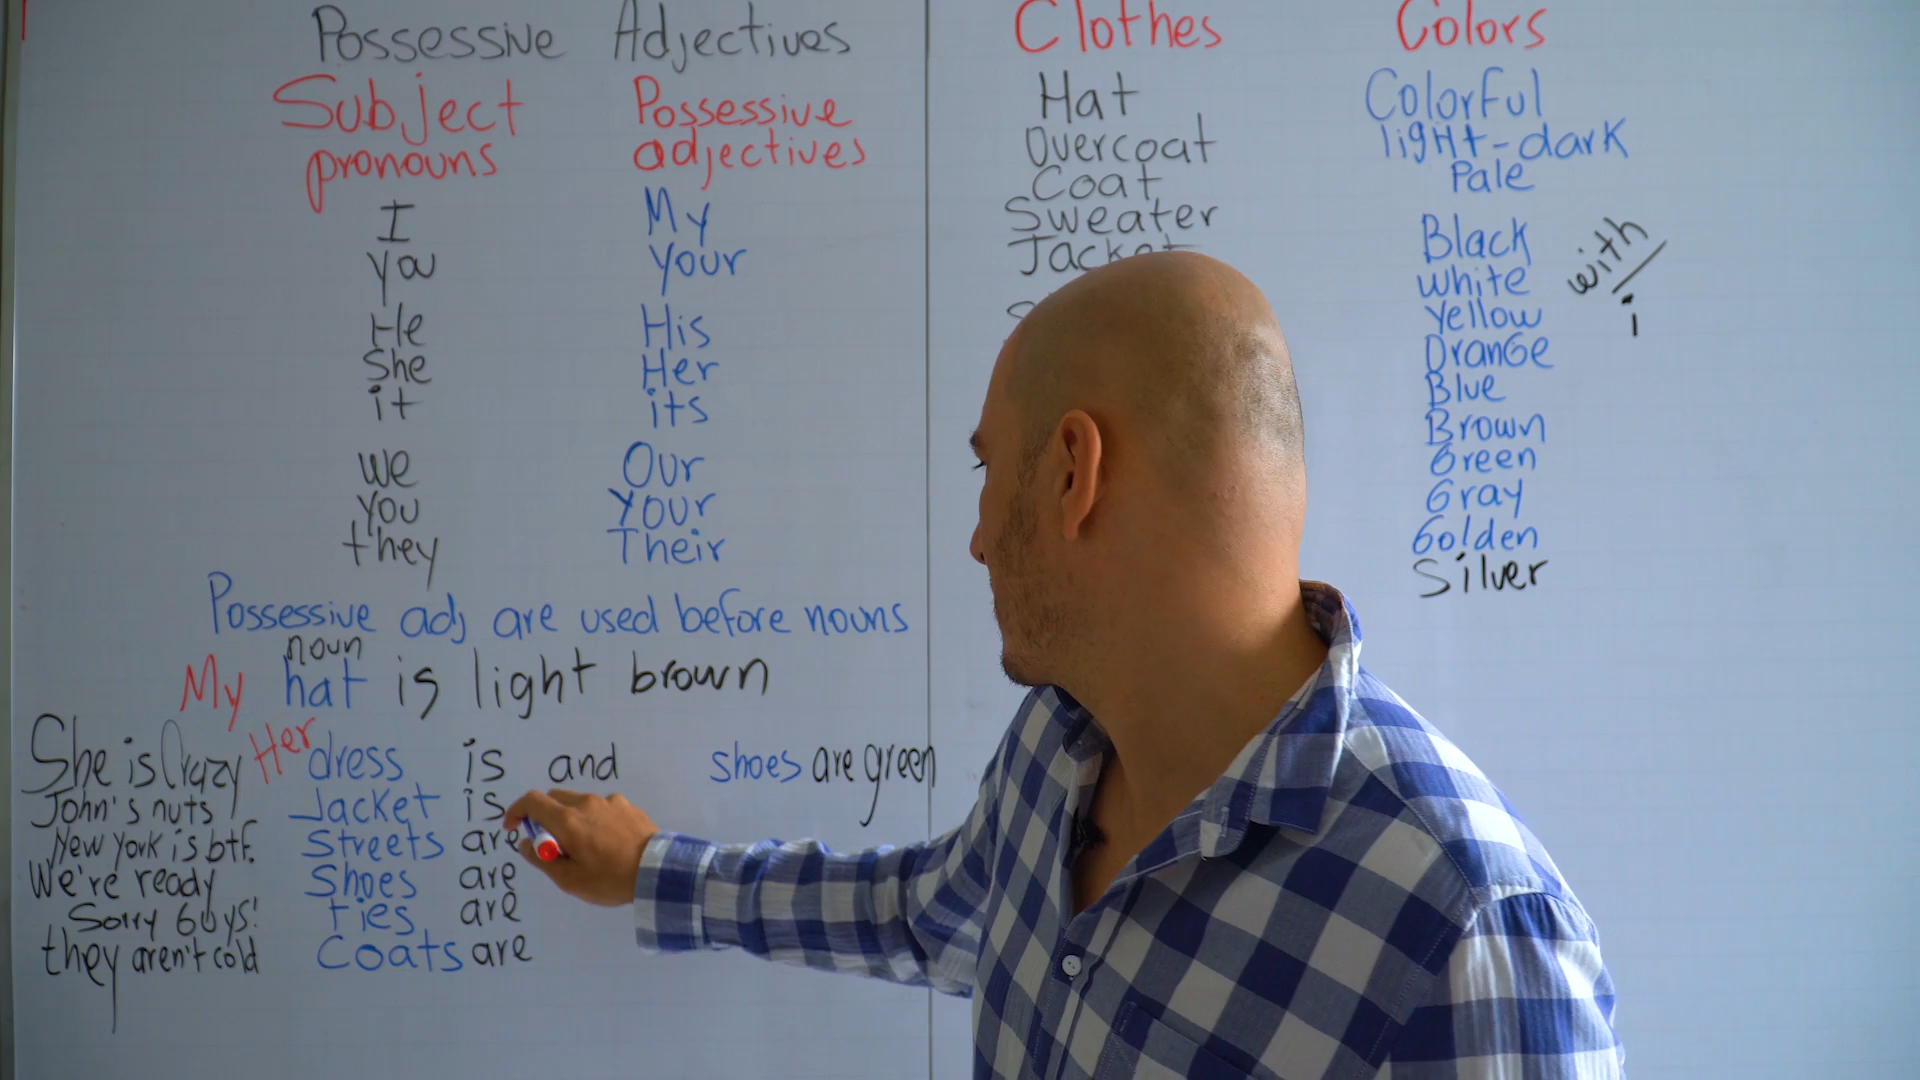 Possessive Adjectives
Subject pronouns
Possessive adjectives
I My
You Your
He His
She Her
it its
We Our
You Your
they Their
Possessive adj are used before nouns
noun
My hat is light brown
She is Crazy Her dress is and shoes are green
John's nuts Jacket is
New York is btf. Streets are
We're ready Shoes are
Sorry Guys! Ties are
they aren't cold Coats are
Clothes
Hat
Overcoat
Coat
Sweater
Jacket
Colors
Colorful
light-dark
Pale
Black
White
Yellow
Orange
Blue
Brown
Green
Gray
Golden
Silver
with/i